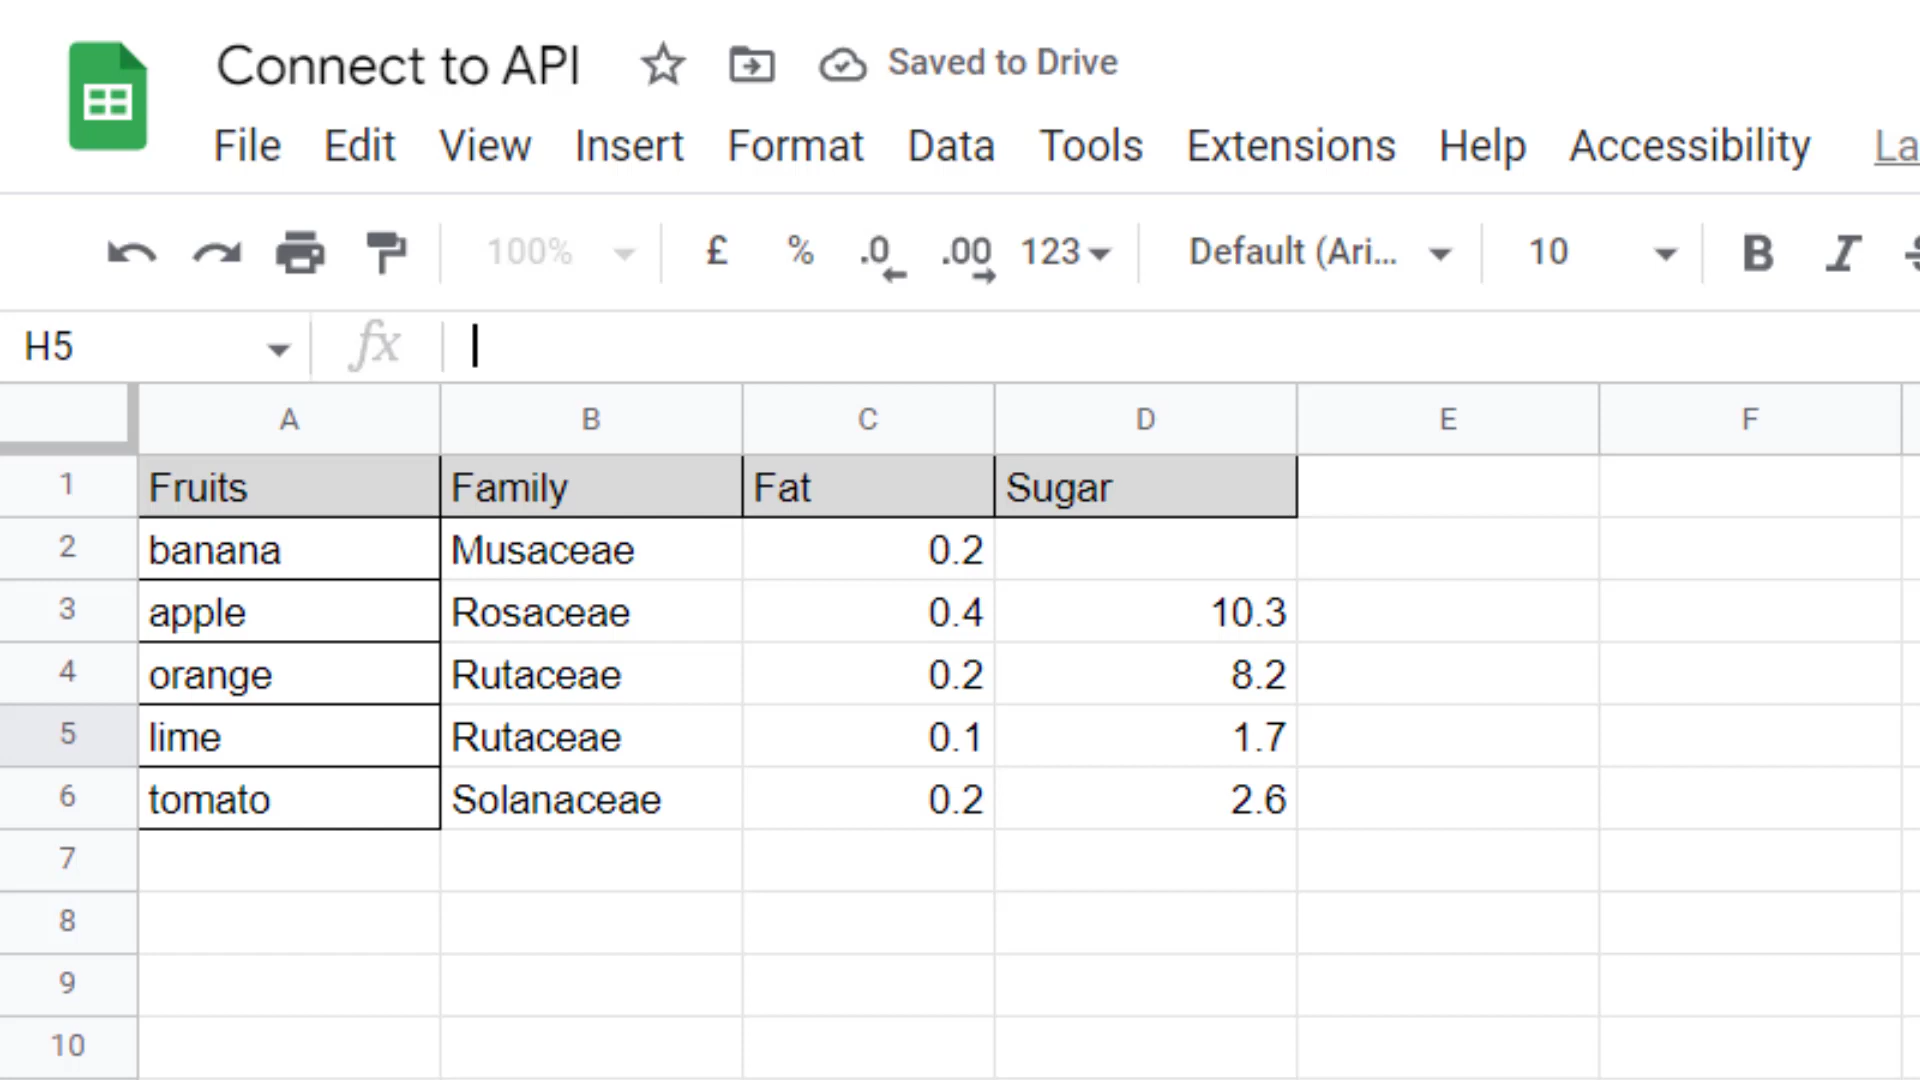 Connect to API Saved to Drive
File Edit View Insert Format Data Tools Extensions Help Accessibility La
100% £ % .0 .00 123 Default (Ari... 10 B I
H5 fx
A B C D E F
1 Fruits Family Fat Sugar
2 banana Musaceae 0.2
3 apple Rosaceae 0.4 10.3
4 orange Rutaceae 0.2 8.2
5 lime Rutaceae 0.1 1.7
6 tomato Solanaceae 0.2 2.6
7
8
9
10